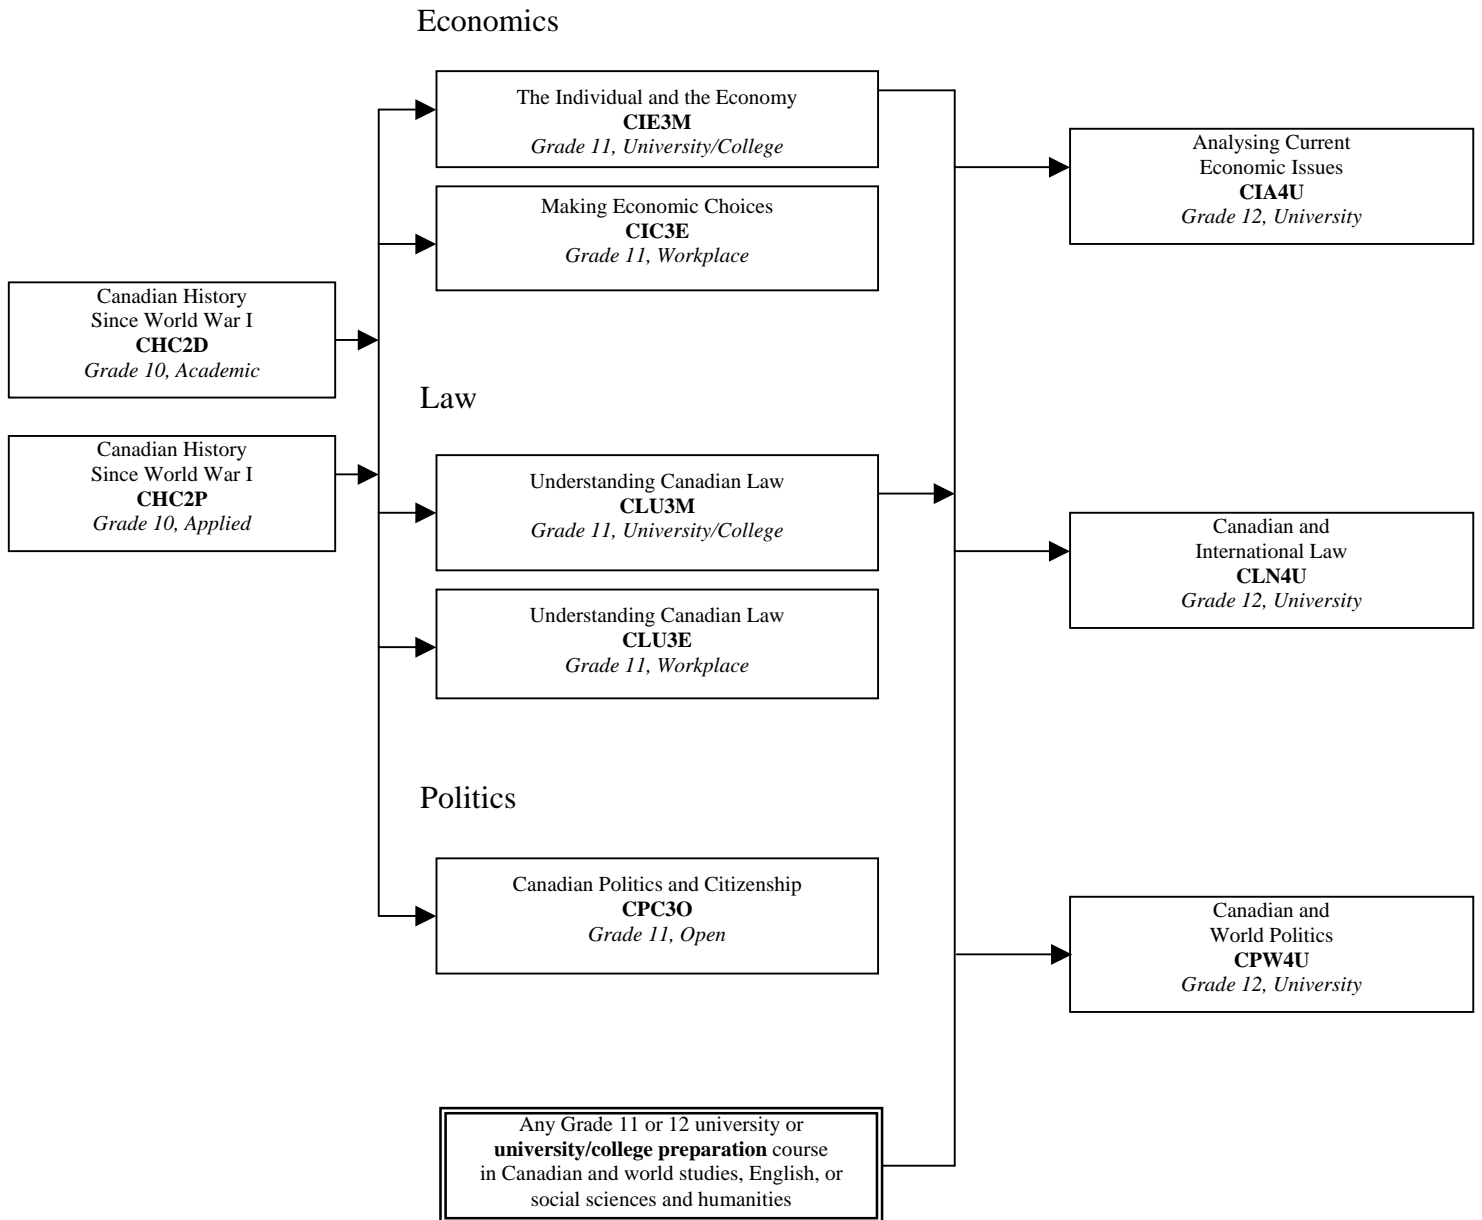 Economics
The Individual and the Economy
CIE3M
Grade 11, University/College
Making Economic Choices
CIC3E
Grade 11, Workplace
Canadian History
Since World War I
CHC2D
Grade 10, Academic
Canadian History
Since World War I
CHC2P
Grade 10, Applied
Law
Understanding Canadian Law
CLU3M
Grade 11, University/College
Understanding Canadian Law
CLU3E
Grade 11, Workplace
Politics
Canadian Politics and Citizenship
CPC3O
Grade 11, Open
Any Grade 11 or 12 university or
university/college preparation course
in Canadian and world studies, English, or
social sciences and humanities
Analysing Current
Economic Issues
CIA4U
Grade 12, University
Canadian and
International Law
CLN4U
Grade 12, University
Canadian and
World Politics
CPW4U
Grade 12, University